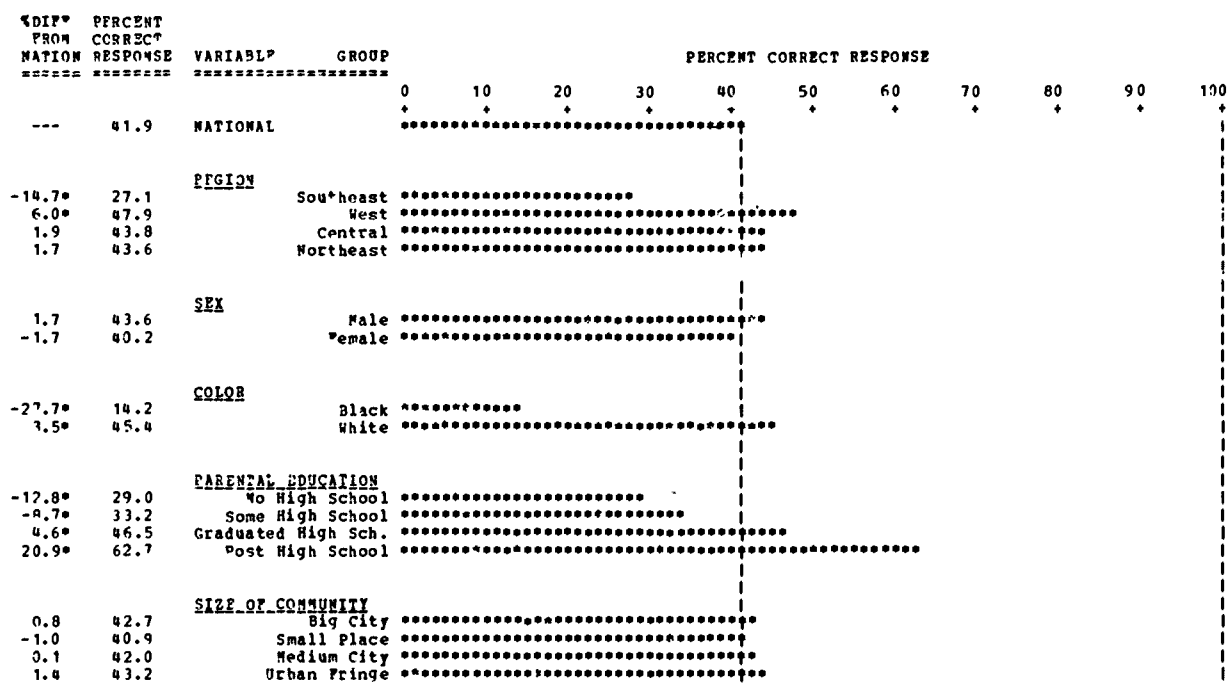 %DIFF PERCENT
FROM CORRECT
NATION RESPONSE VARIABLE GROUP PERCENT CORRECT RESPONSE
====== ======== ===================
0 10 20 30 40 50 60 70 80 90 100
+ + + + + + + + + + +
--- 41.9 NATIONAL
REGION
-14.7* 27.1 Southeast
6.0* 47.9 West
1.9 43.8 Central
1.7 43.6 Northeast
SEX
1.7 43.6 Male
-1.7 40.2 Female
COLOR
-27.7* 14.2 Black
3.5* 45.4 White
PARENTAL EDUCATION
-12.8* 29.0 No High School
-8.7* 33.2 Some High School
4.6* 46.5 Graduated High Sch.
20.9* 62.7 Post High School
SIZE OF COMMUNITY
0.8 42.7 Big City
-1.0 40.9 Small Place
0.1 42.0 Medium City
1.4 43.2 Urban Fringe